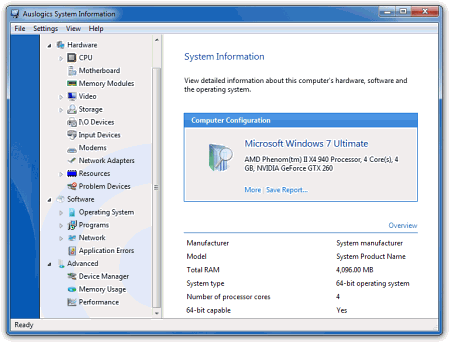 Auslogics System Information
File Settings View Help
Hardware
CPU
Motherboard
Memory Modules
Video
Storage
I\O Devices
Input Devices
Modems
Network Adapters
Resources
Problem Devices
Software
Operating System
Programs
Network
Application Errors
Advanced
Device Manager
Memory Usage
Performance
System Information
View detailed information about this computer's hardware, software and
the operating system.
Computer Configuration
Microsoft Windows 7 Ultimate
AMD Phenom(tm) II X4 940 Processor, 4 Core(s), 4
GB, NVIDIA GeForce GTX 260
More | Save Report...
Overview
Manufacturer System manufacturer
Model System Product Name
Total RAM 4,096.00 MB
System type 64-bit operating system
Number of processor cores 4
64-bit capable Yes
Ready